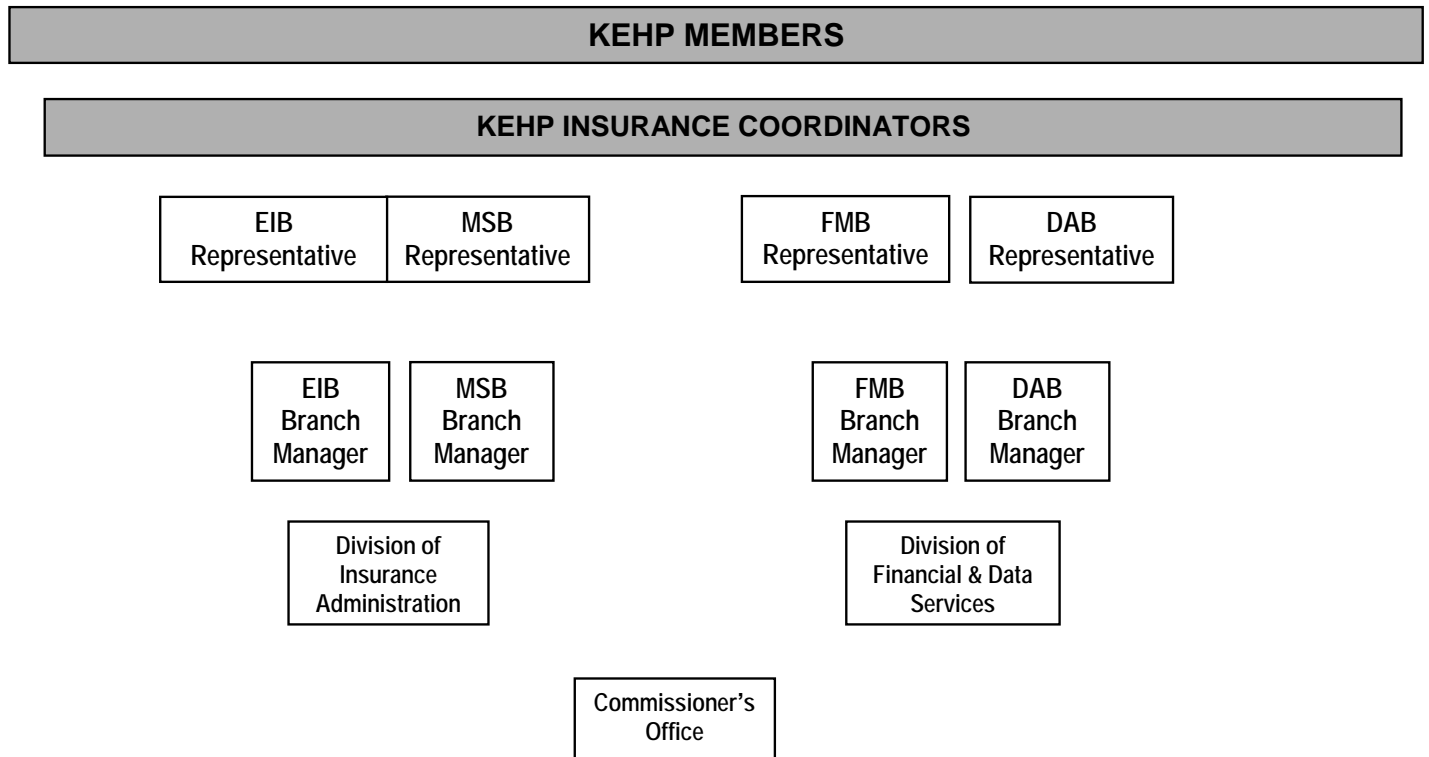 KEHP MEMBERS
KEHP INSURANCE COORDINATORS
EIB
Representative
MSB
Representative
FMB
Representative
DAB
Representative
EIB
Branch
Manager
MSB
Branch
Manager
FMB
Branch
Manager
DAB
Branch
Manager
Division of
Insurance
Administration
Division of
Financial & Data
Services
Commissioner’s
Office